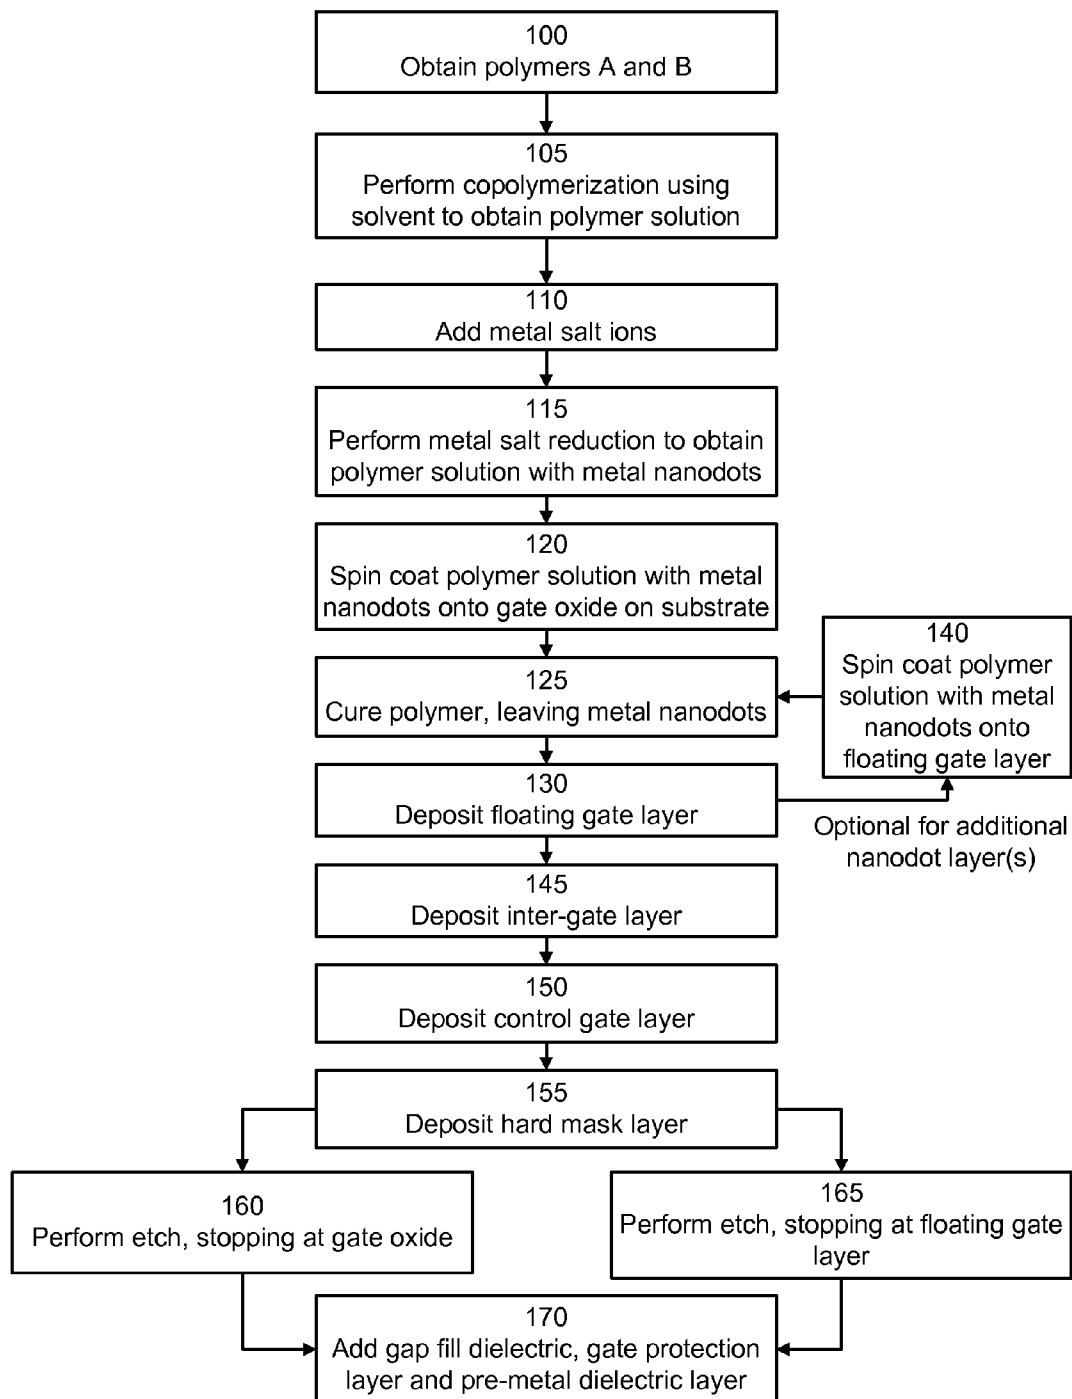 100
Obtain polymers A and B
105
Perform copolymerization using
solvent to obtain polymer solution
110
Add metal salt ions
115
Perform metal salt reduction to obtain
polymer solution with metal nanodots
120
Spin coat polymer solution with metal
nanodots onto gate oxide on substrate
125
Cure polymer, leaving metal nanodots
140
Spin coat polymer
solution with metal
nanodots onto
floating gate layer
130
Deposit floating gate layer
Optional for additional
nanodot layer(s)
145
Deposit inter-gate layer
150
Deposit control gate layer
155
Deposit hard mask layer
160
Perform etch, stopping at gate oxide
165
Perform etch, stopping at floating gate
layer
170
Add gap fill dielectric, gate protection
layer and pre-metal dielectric layer